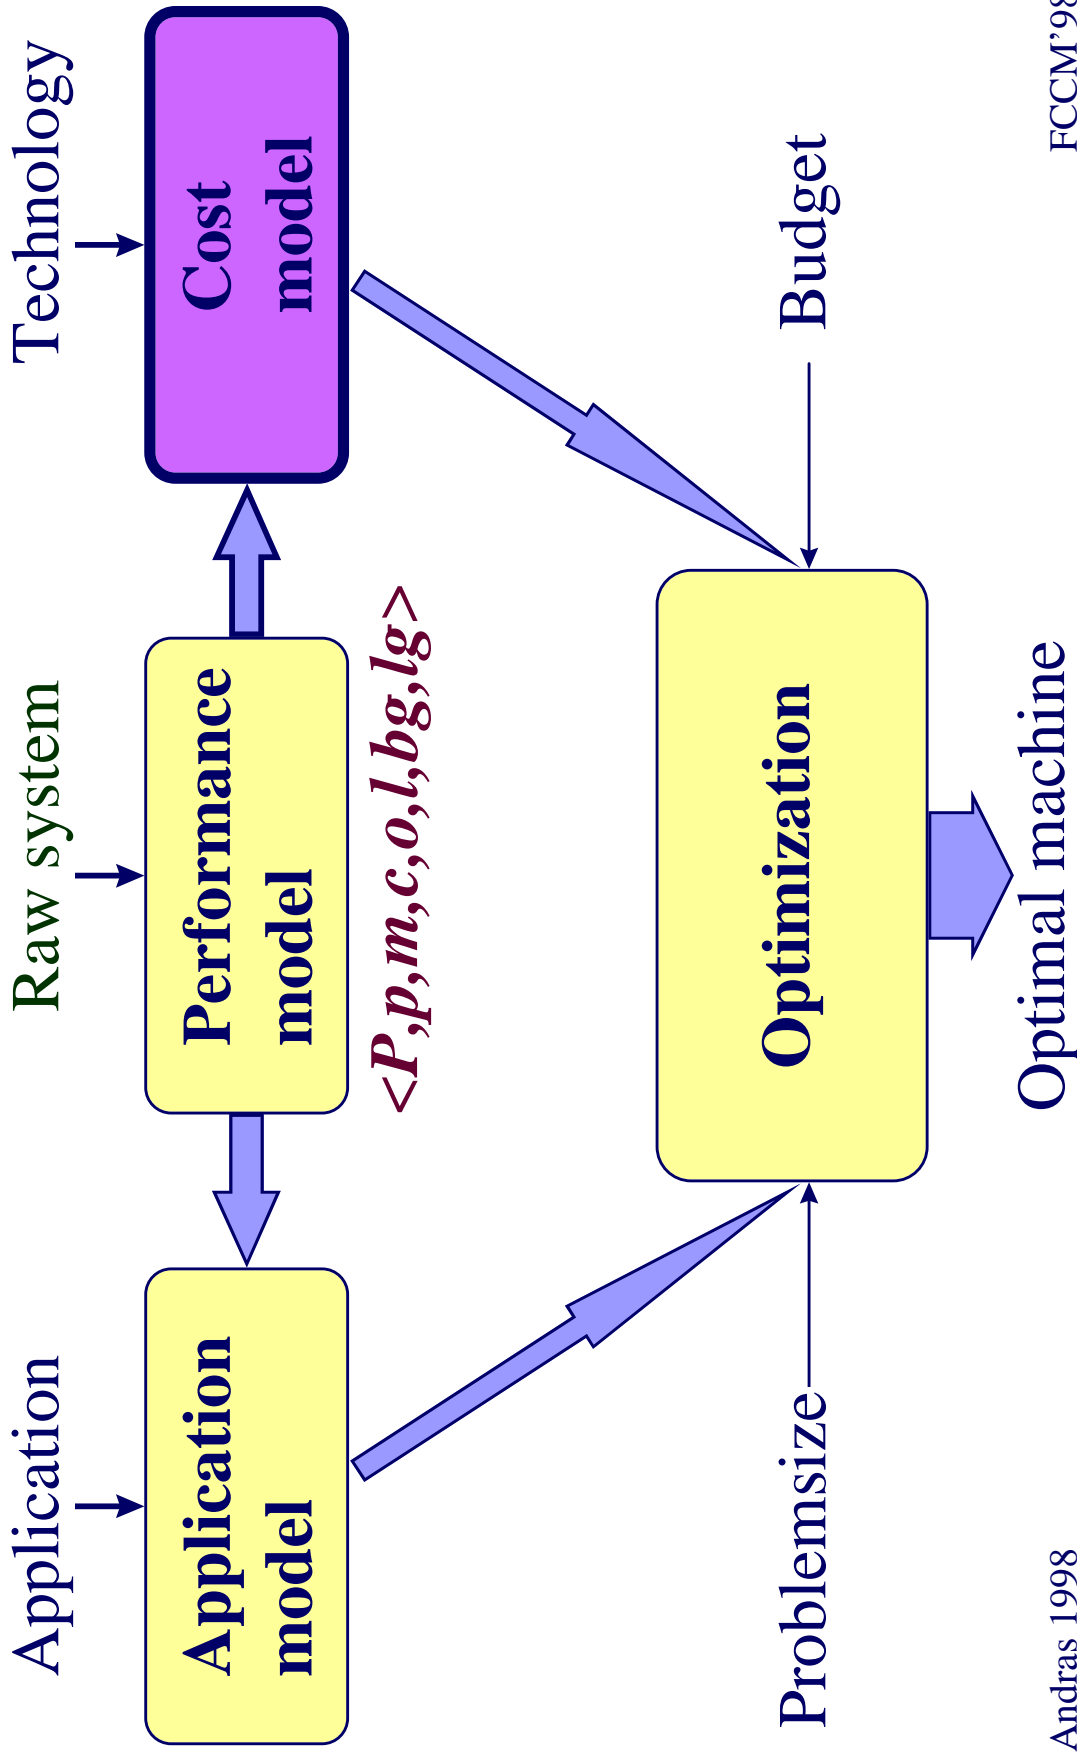 Application
Raw system
Technology
Application
model
Performance
model
Cost
model
<P,p,m,c,o,l,bg,lg>
Optimization
Problemsize
Budget
Optimal machine
Andras 1998
FCCM'98